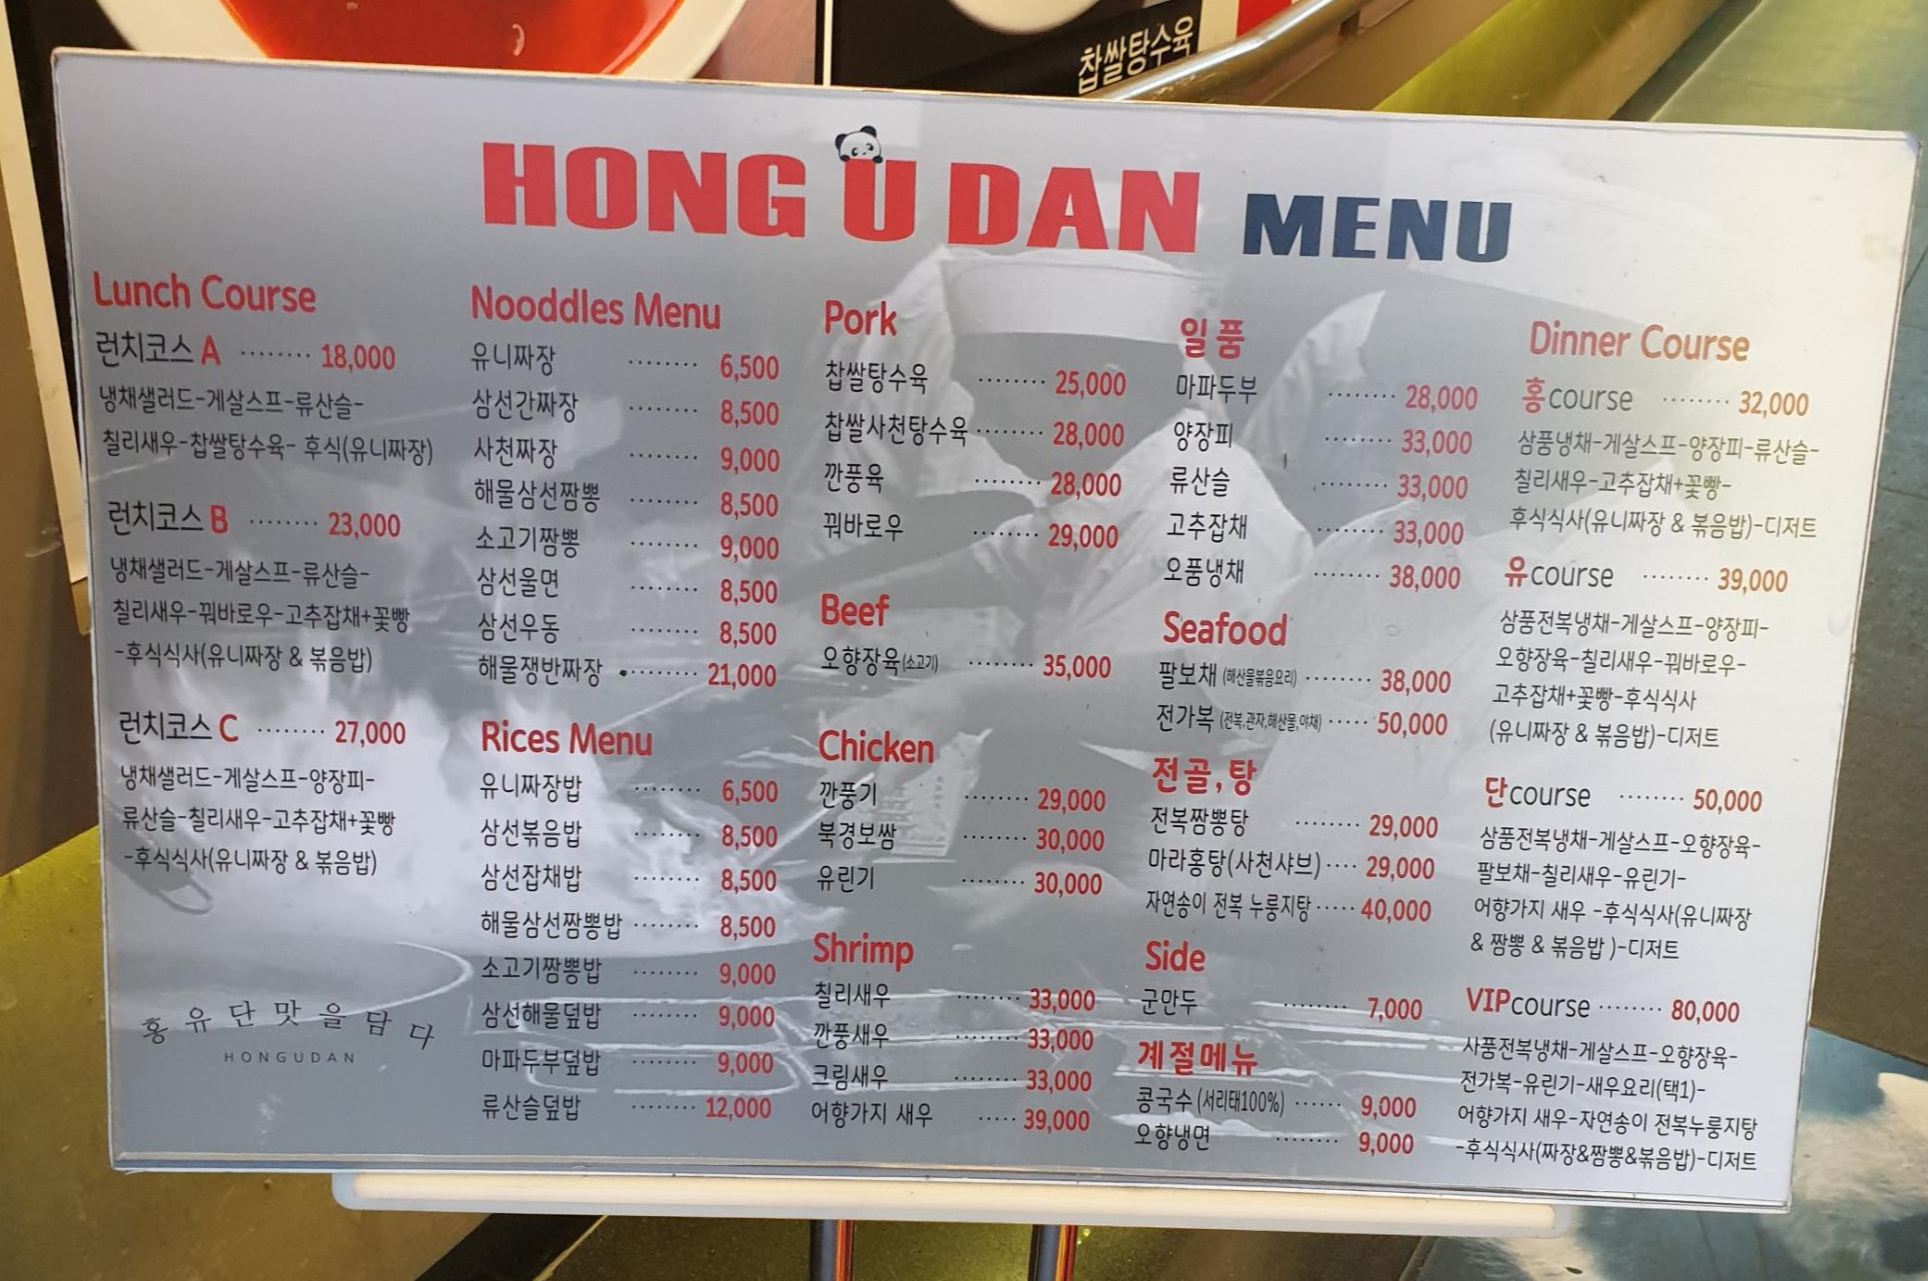 찹쌀탕수육
HONG U DAN MENU
Lunch Course
런치코스 A ········ 18,000
냉채샐러드-게살스프-류산슬-
칠리새우-찹쌀탕수육- 후식(유니짜장)
런치코스 B ········ 23,000
냉채샐러드-게살스프-류산슬-
칠리새우-꿔바로우-고추잡채+꽃빵
-후식식사(유니짜장 & 볶음밥)
런치코스 C ········ 27,000
냉채샐러드-게살스프-양장피-
류산슬-칠리새우-고추잡채+꽃빵
-후식식사(유니짜장 & 볶음밥)
홍유단맛을담다
HONGUDAN
Nooddles Menu
유니짜장 ········ 6,500
삼선간짜장 ········ 8,500
사천짜장 ········ 9,000
해물삼선짬뽕 ········ 8,500
소고기짬뽕 ········ 9,000
삼선울면 ········ 8,500
삼선우동 ········ 8,500
해물쟁반짜장 ········ 21,000
Rices Menu
유니짜장밥 ········ 6,500
삼선볶음밥 ········ 8,500
삼선잡채밥 ········ 8,500
해물삼선짬뽕밥 ········ 8,500
소고기짬뽕밥 ········ 9,000
삼선해물덮밥 ········ 9,000
마파두부덮밥 ········ 9,000
류산슬덮밥 ········ 12,000
Pork
찹쌀탕수육 ········ 25,000
찹쌀사천탕수육 ········ 28,000
깐풍육 ········ 28,000
꿔바로우 ········ 29,000
Beef
오향장육(소고기) ········ 35,000
Chicken
깐풍기 ········ 29,000
북경보쌈 ········ 30,000
유린기 ········ 30,000
Shrimp
칠리새우 ········ 33,000
깐풍새우 ········ 33,000
크림새우 ········ 33,000
어향가지 새우 ····· 39,000
일품
마파두부 ········ 28,000
양장피 ········ 33,000
류산슬 ········ 33,000
고추잡채 ········ 33,000
오품냉채 ········ 38,000
Seafood
팔보채 (해산물볶음요리) ········ 38,000
전가복 (전복,관자,해산물,야채) ····· 50,000
전골,탕
전복짬뽕탕 ········ 29,000
마라홍탕(사천샤브) ···· 29,000
자연송이 전복 누룽지탕 ····· 40,000
Side
군만두 ········ 7,000
계절메뉴
콩국수 (서리태100%) ······ 9,000
오향냉면 ········ 9,000
Dinner Course
홍course ········ 32,000
삼품냉채-게살스프-양장피-류산슬-
칠리새우-고추잡채+꽃빵-
후식식사(유니짜장 & 볶음밥)-디저트
유course ········ 39,000
삼품전복냉채-게살스프-양장피-
오향장육-칠리새우-꿔바로우-
고추잡채+꽃빵-후식식사
(유니짜장 & 볶음밥)-디저트
단course ········ 50,000
삼품전복냉채-게살스프-오향장육-
팔보채-칠리새우-유린기-
어향가지 새우 -후식식사(유니짜장
& 짬뽕 & 볶음밥 )-디저트
VIPcourse ········ 80,000
사품전복냉채-게살스프-오향장육-
전가복-유린기-새우요리(택1)-
어향가지 새우-자연송이 전복누룽지탕
-후식식사(짜장&짬뽕&볶음밥)-디저트